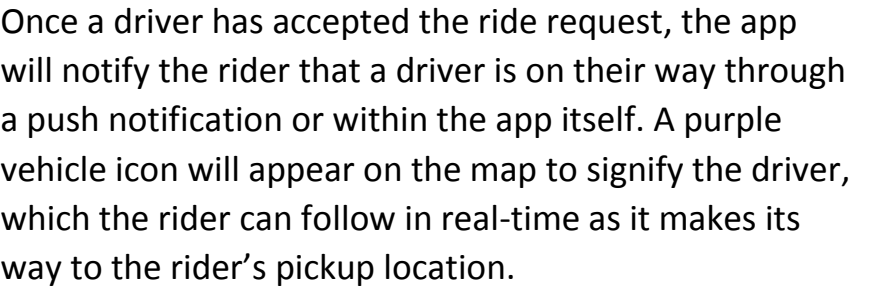 Once a driver has accepted the ride request, the app
will notify the rider that a driver is on their way through
a push notification or within the app itself. A purple
vehicle icon will appear on the map to signify the driver,
which the rider can follow in real-time as it makes its
way to the rider’s pickup location.